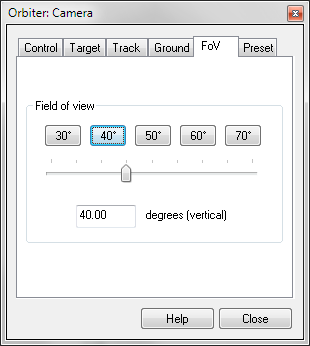 Orbiter: Camera
Control Target Track Ground FoV Preset
Field of view
30° 40° 50° 60° 70°
40.00 degrees (vertical)
Help Close